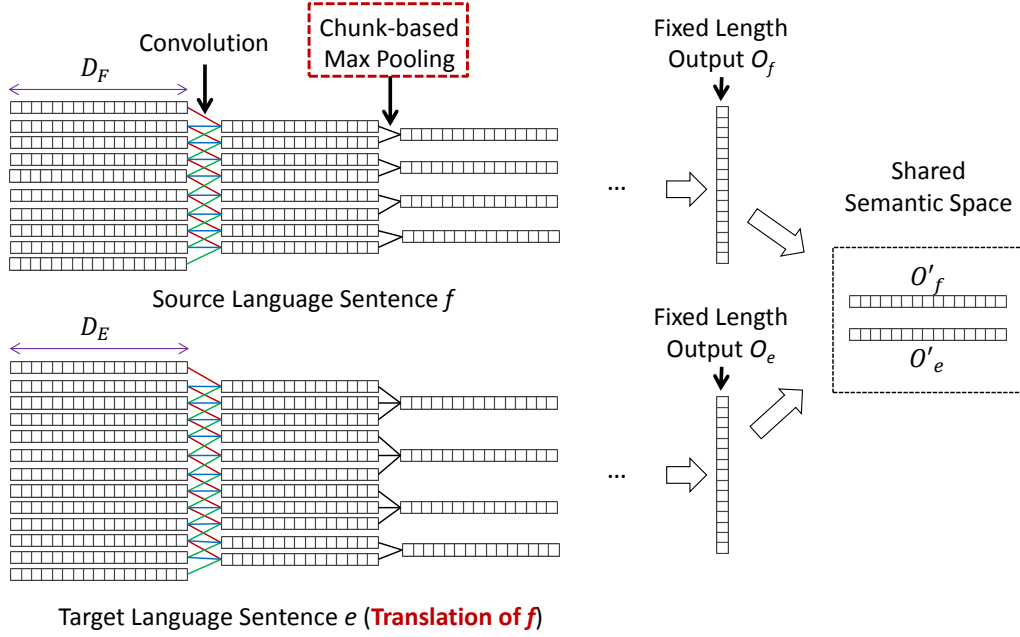 Convolution
Chunk-based
Max Pooling
Fixed Length
Output O_f
D_F
Shared
Semantic Space
...
Source Language Sentence f
O'_f
O'_e
D_E
Fixed Length
Output O_e
...
Target Language Sentence e (Translation of f)